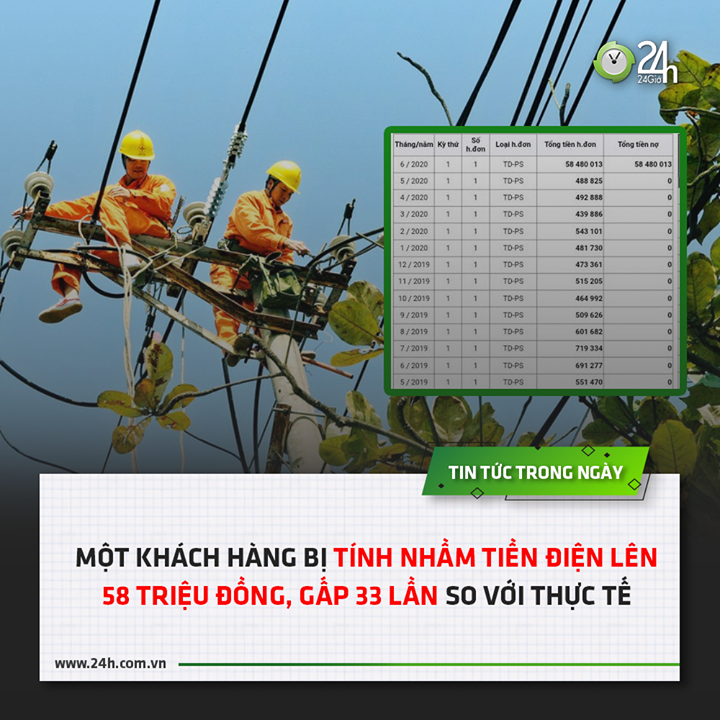 24h
24Giờ
Tháng/năm Kỳ thứ Số h.đơn Loại h.đơn Tổng tiền h.đơn Tổng tiền nợ
6 / 2020 1 1 TD-PS 58 480 013 58 480 013
5 / 2020 1 1 TD-PS 488 825 0
4 / 2020 1 1 TD-PS 492 888 0
3 / 2020 1 1 TD-PS 439 886 0
2 / 2020 1 1 TD-PS 543 101 0
1 / 2020 1 1 TD-PS 481 730 0
12 / 2019 1 1 TD-PS 473 361 0
11 / 2019 1 1 TD-PS 515 205 0
10 / 2019 1 1 TD-PS 464 992 0
9 / 2019 1 1 TD-PS 509 626 0
8 / 2019 1 1 TD-PS 601 682 0
7 / 2019 1 1 TD-PS 719 334 0
6 / 2019 1 1 TD-PS 691 277 0
5 / 2019 1 1 TD-PS 551 470 0
TIN TỨC TRONG NGÀY
MỘT KHÁCH HÀNG BỊ TÍNH NHẦM TIỀN ĐIỆN LÊN
58 TRIỆU ĐỒNG, GẤP 33 LẦN SO VỚI THỰC TẾ
www.24h.com.vn